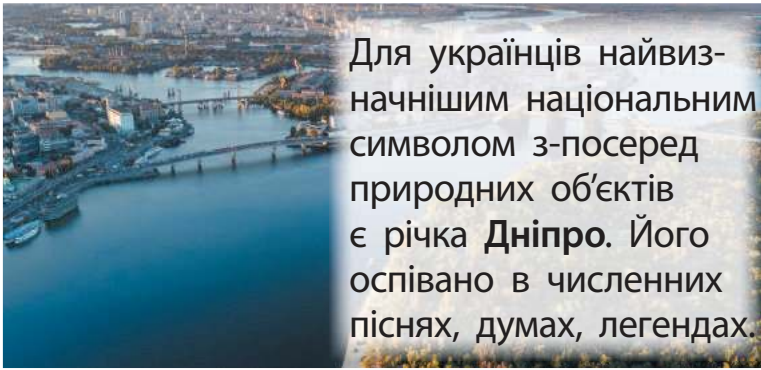 Для українців найвиз-
начнішим національним
символом з-посеред
природних об’єктів
є річка Дніпро. Його
оспівано в численних
піснях, думах, легендах.